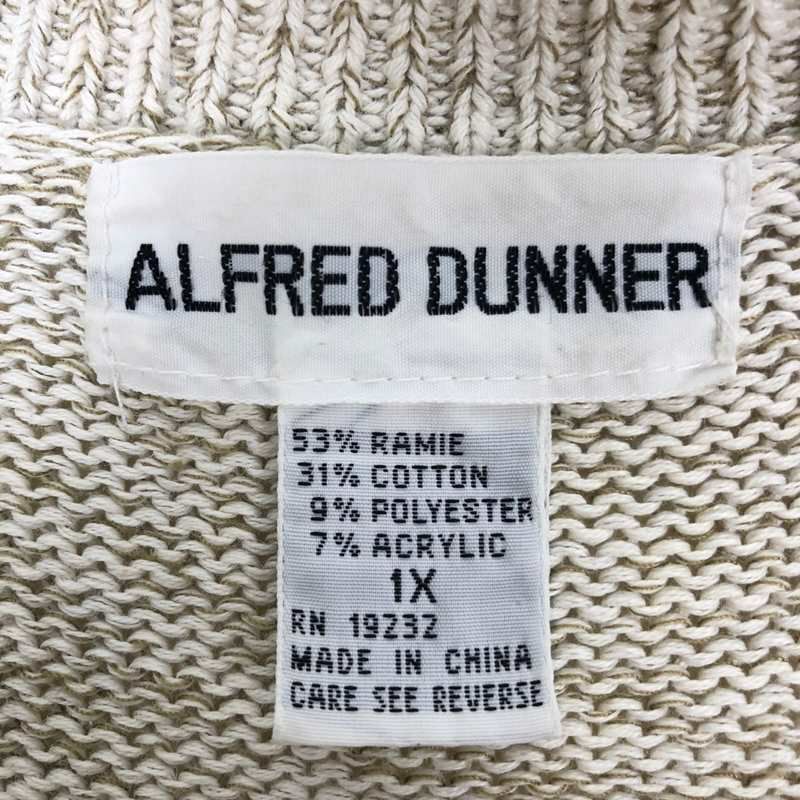 ALFRED DUNNER
53% RAMIE
31% COTTON
9% POLYESTER
7% ACRYLIC
1X
RN 19232
MADE IN CHINA
CARE SEE REVERSE